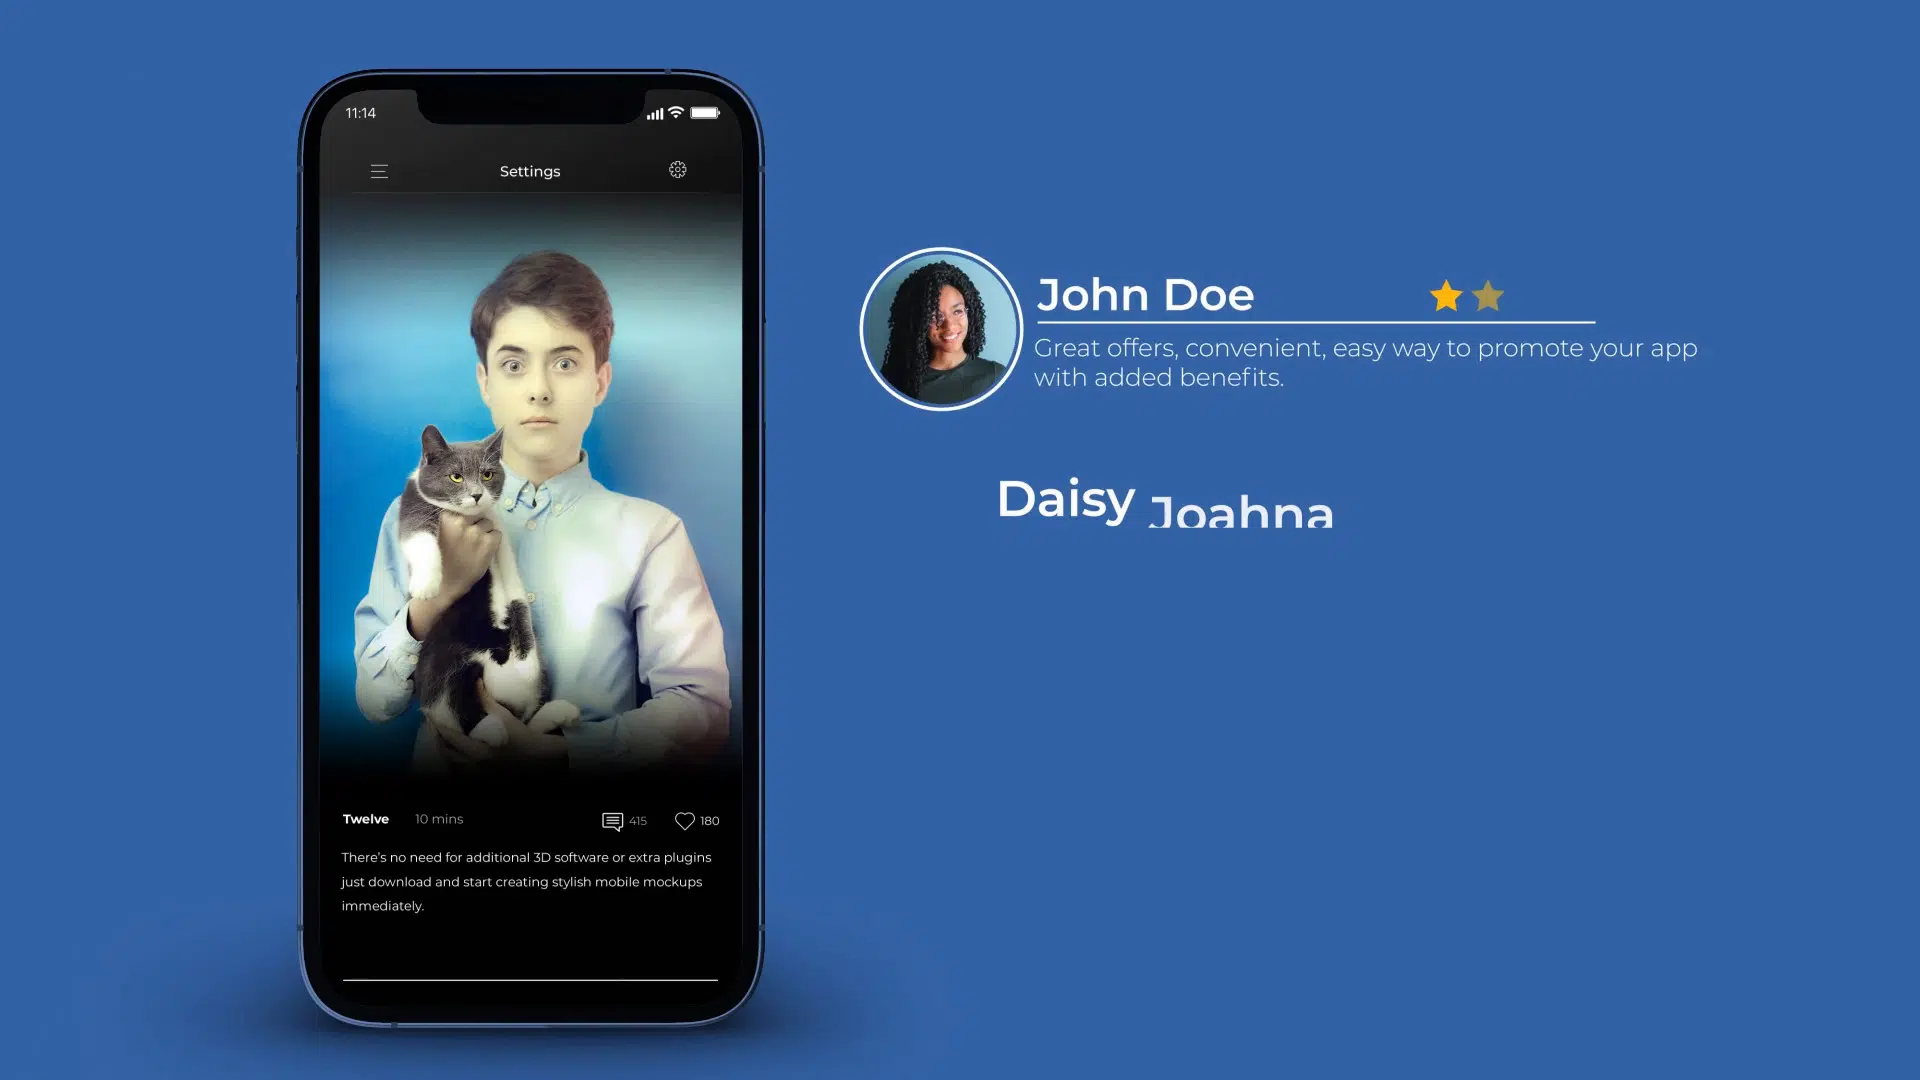 11:14
Settings
Twelve 10 mins 415 180
There's no need for additional 3D software or extra plugins
just download and start creating stylish mobile mockups
immediately.
John Doe
Great offers, convenient, easy way to promote your app
with added benefits.
Daisy Joahna